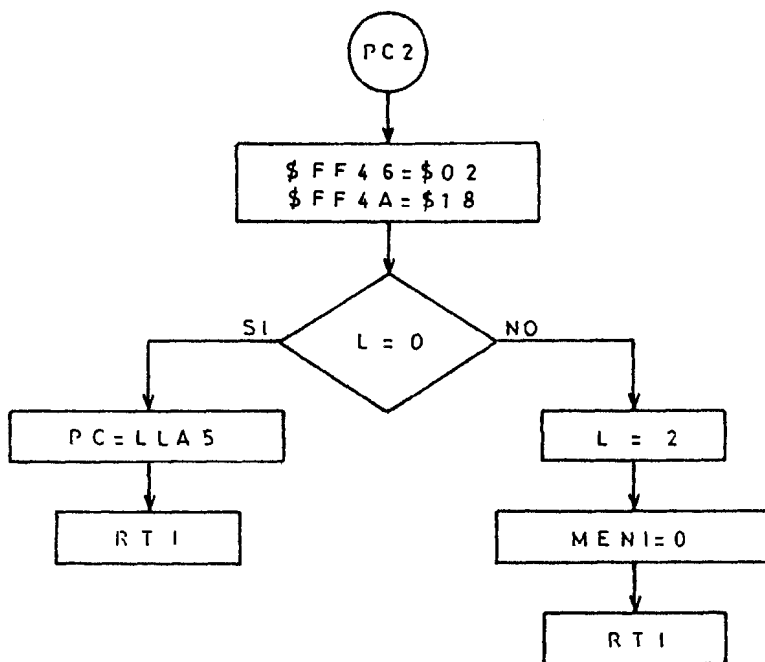 PC2
$FF46=$02
$FF4A=$18
L = 0
SI
NO
PC=LLA5
RTI
L = 2
MENI=0
RTI